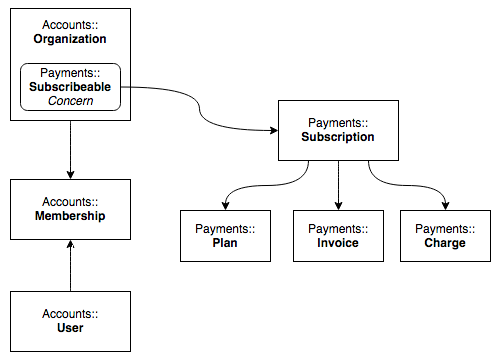 Accounts::
Organization
Payments::
Subscribeable
Concern
Payments::
Subscription
Accounts::
Membership
Payments::
Plan
Payments::
Invoice
Payments::
Charge
Accounts::
User